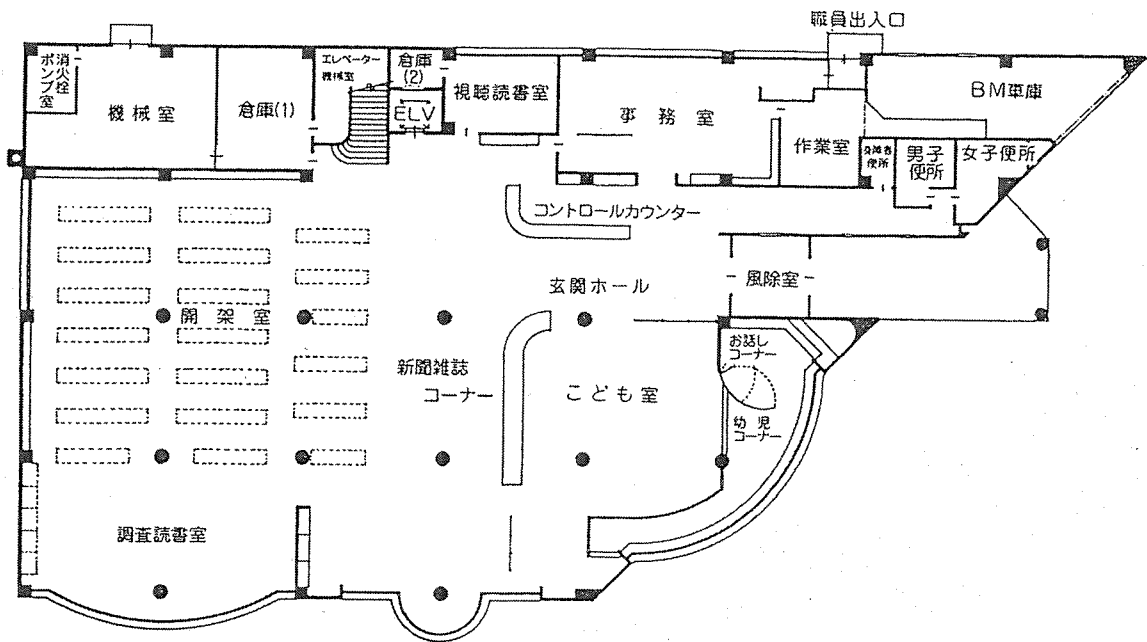 職員出入口
消火栓
ポンプ室
機械室
倉庫(1)
エレベーター
機械室
倉庫
(2)
ELV
視聴読書室
事務室
作業室
BM車庫
身障者
便所
男子
便所
女子便所
コントロールカウンター
玄関ホール
風除室
開架室
新聞雑誌
コーナー
こども室
お話し
コーナー
幼児
コーナー
調査読書室